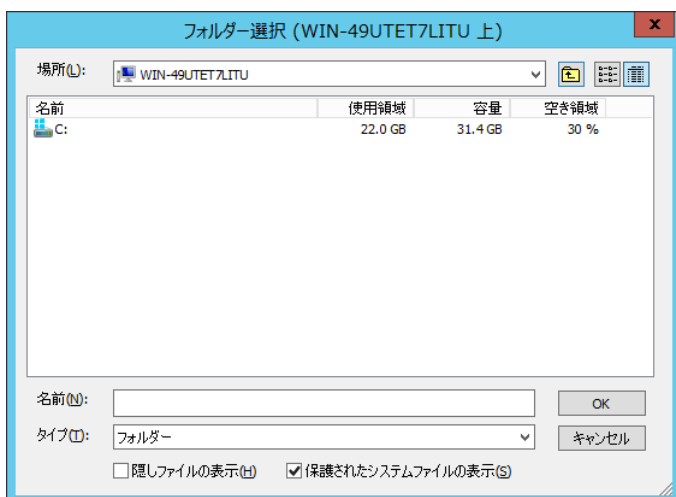 フォルダー選択 (WIN-49UTET7LITU 上)
x
場所(L):
WIN-49UTET7LITU
名前 使用領域 容量 空き領域
C: 22.0 GB 31.4 GB 30 %
名前(N):
OK
タイプ(T):
フォルダー
キャンセル
隠しファイルの表示(H) 保護されたシステムファイルの表示(S)